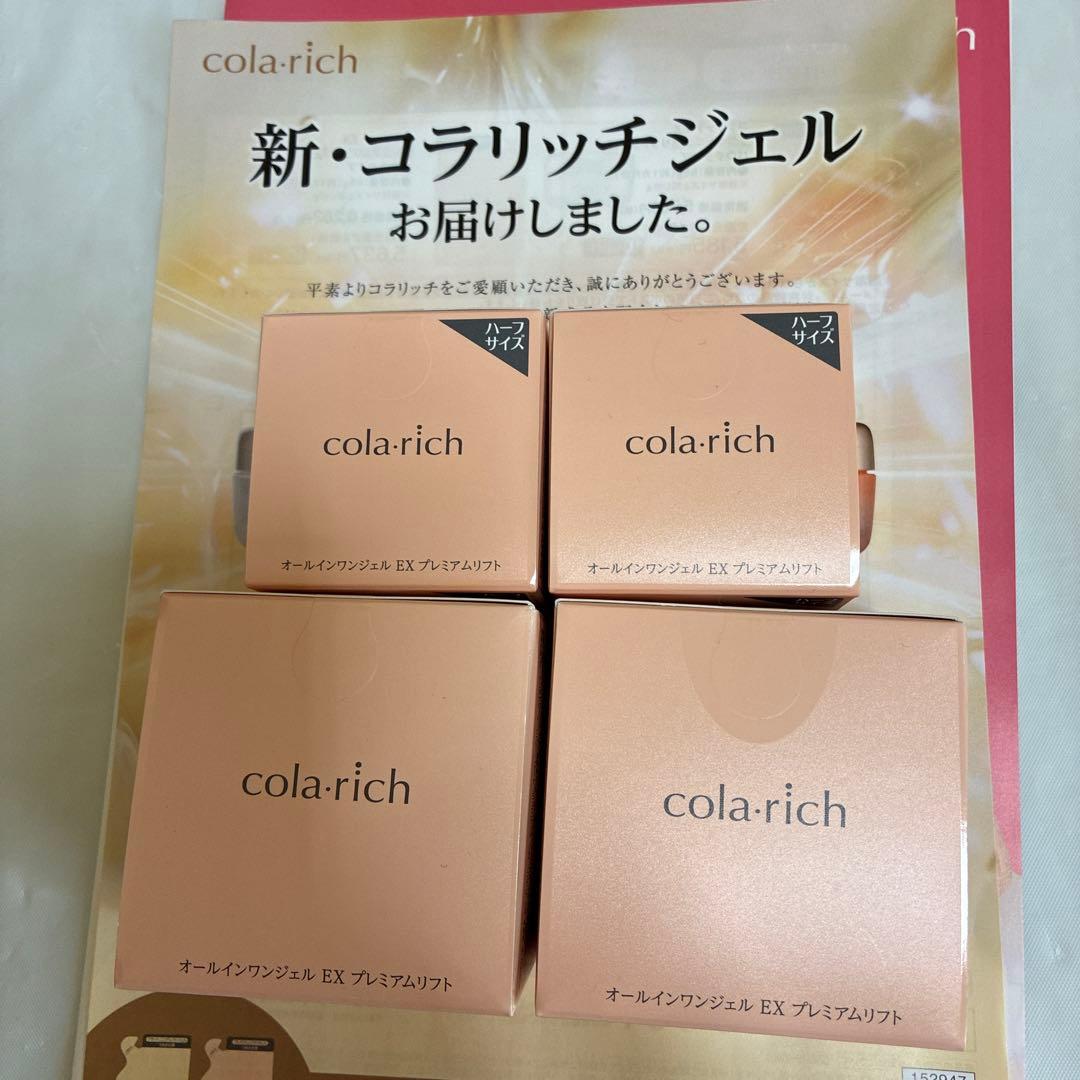 cola·rich
h
新・コラリッチジェル
お届けしました。
平素よりコラリッチをご愛顧いただき、誠にありがとうございます。
ハーフ
サイズ
cola·rich
オールインワンジェル EX プレミアムリフト
ハーフ
サイズ
cola·rich
オールインワンジェル EX プレミアムリフト
cola·rich
オールインワンジェル EX プレミアムリフト
cola·rich
オールインワンジェル EX プレミアムリフト
152947